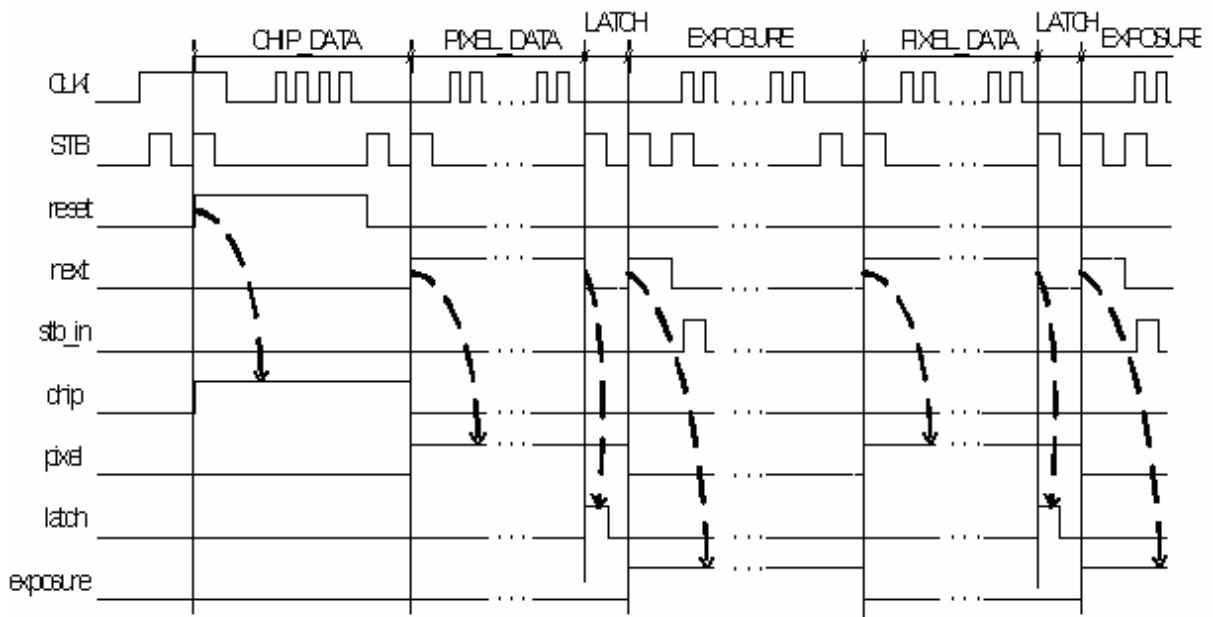 CHIP_DATA PIXEL_DATA LATCH EXPOSURE PIXEL_DATA LATCH EXPOSURE
CLK
STB
reset
next
stb_in
chip
pixel
latch
exposure